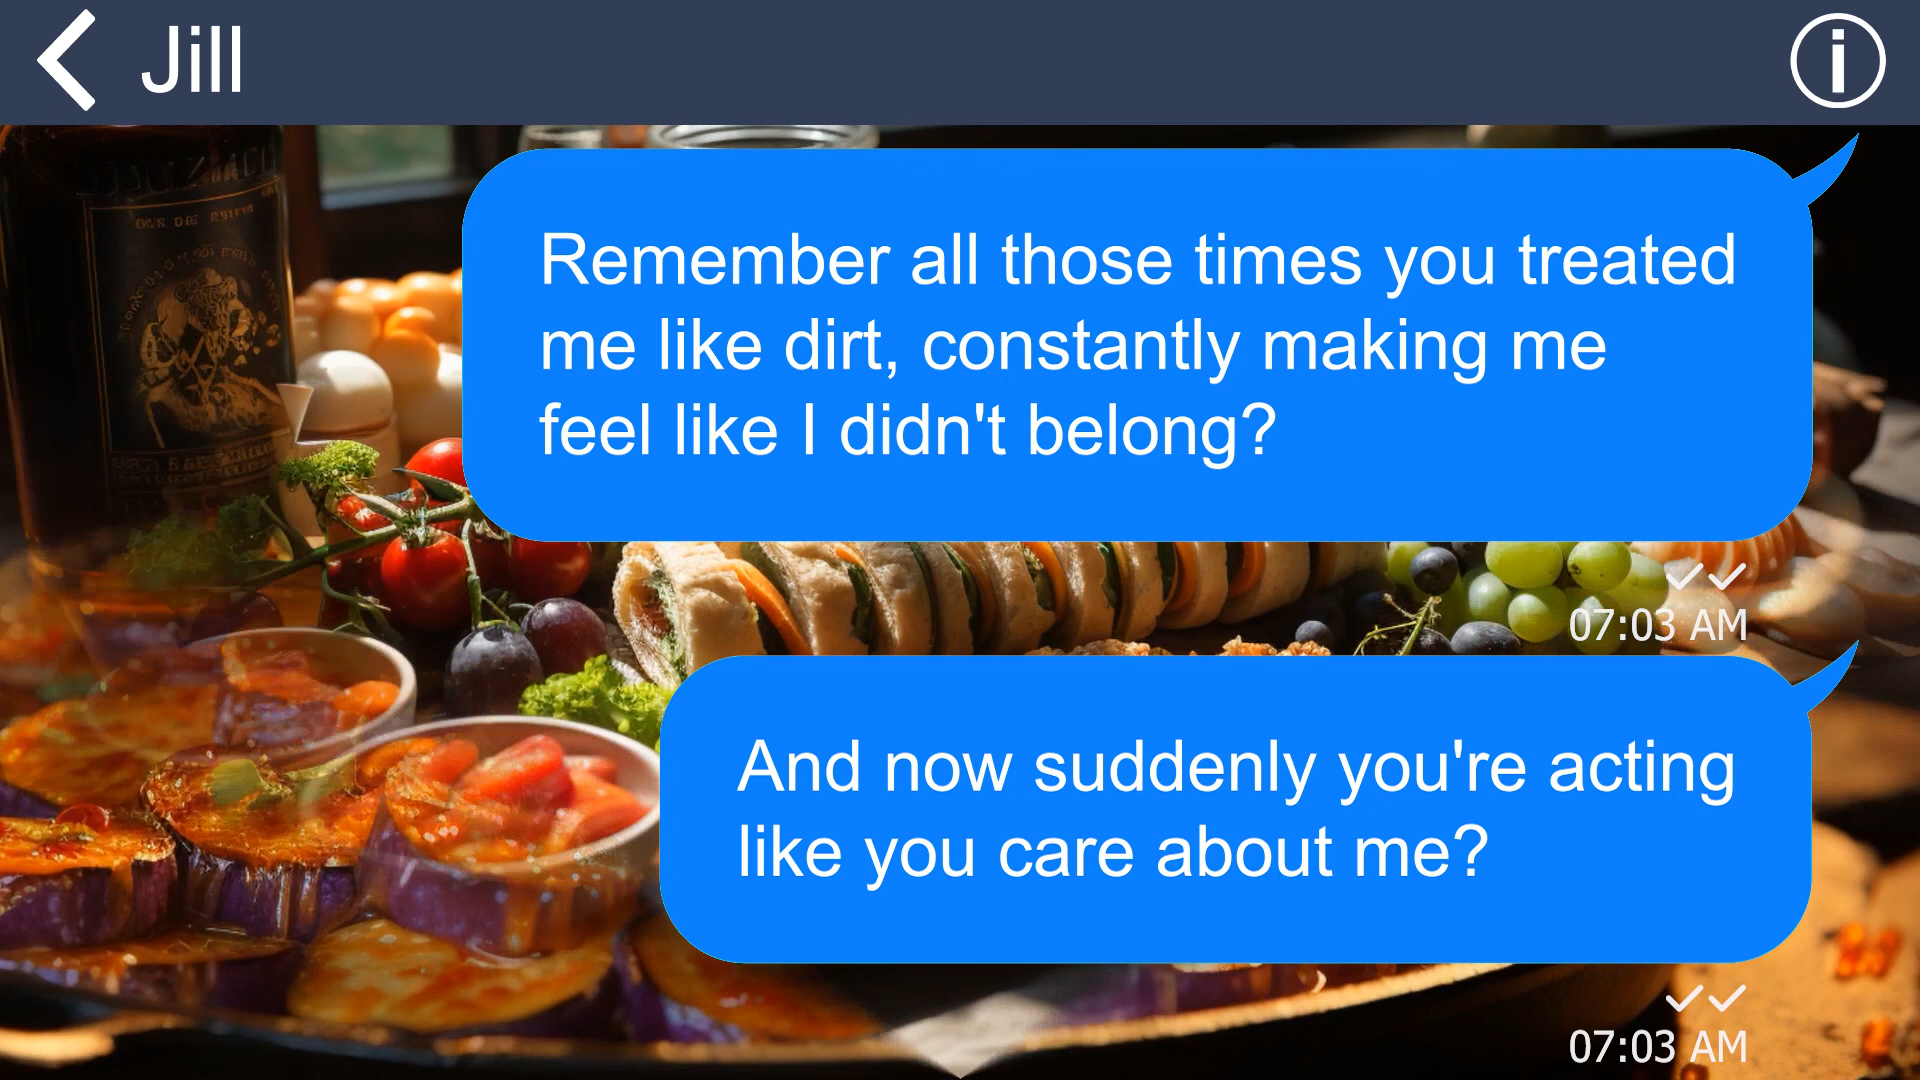 Jill
Remember all those times you treated
me like dirt, constantly making me
feel like I didn't belong?
07:03 AM
And now suddenly you're acting
like you care about me?
07:03 AM